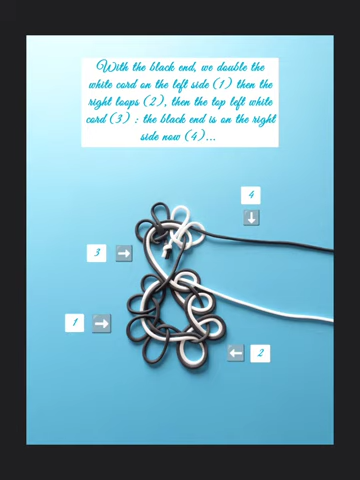 With the black end, we double the
white cord on the left side (1) then the
right loops (2), then the top left white
cord (3) : the black end is on the right
side now (4)...
4
3
1
2